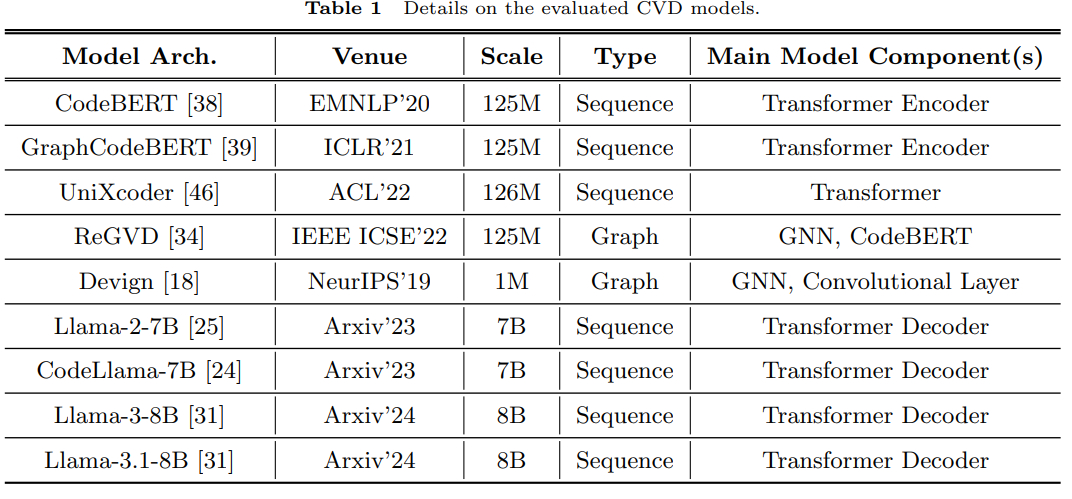 Table 1 Details on the evaluated CVD models.
Model Arch. Venue Scale Type Main Model Component(s)
CodeBERT [38] EMNLP'20 125M Sequence Transformer Encoder
GraphCodeBERT [39] ICLR'21 125M Sequence Transformer Encoder
UniXcoder [46] ACL'22 126M Sequence Transformer
ReGVD [34] IEEE ICSE'22 125M Graph GNN, CodeBERT
Devign [18] NeurIPS'19 1M Graph GNN, Convolutional Layer
Llama-2-7B [25] Arxiv'23 7B Sequence Transformer Decoder
CodeLlama-7B [24] Arxiv'23 7B Sequence Transformer Decoder
Llama-3-8B [31] Arxiv'24 8B Sequence Transformer Decoder
Llama-3.1-8B [31] Arxiv'24 8B Sequence Transformer Decoder